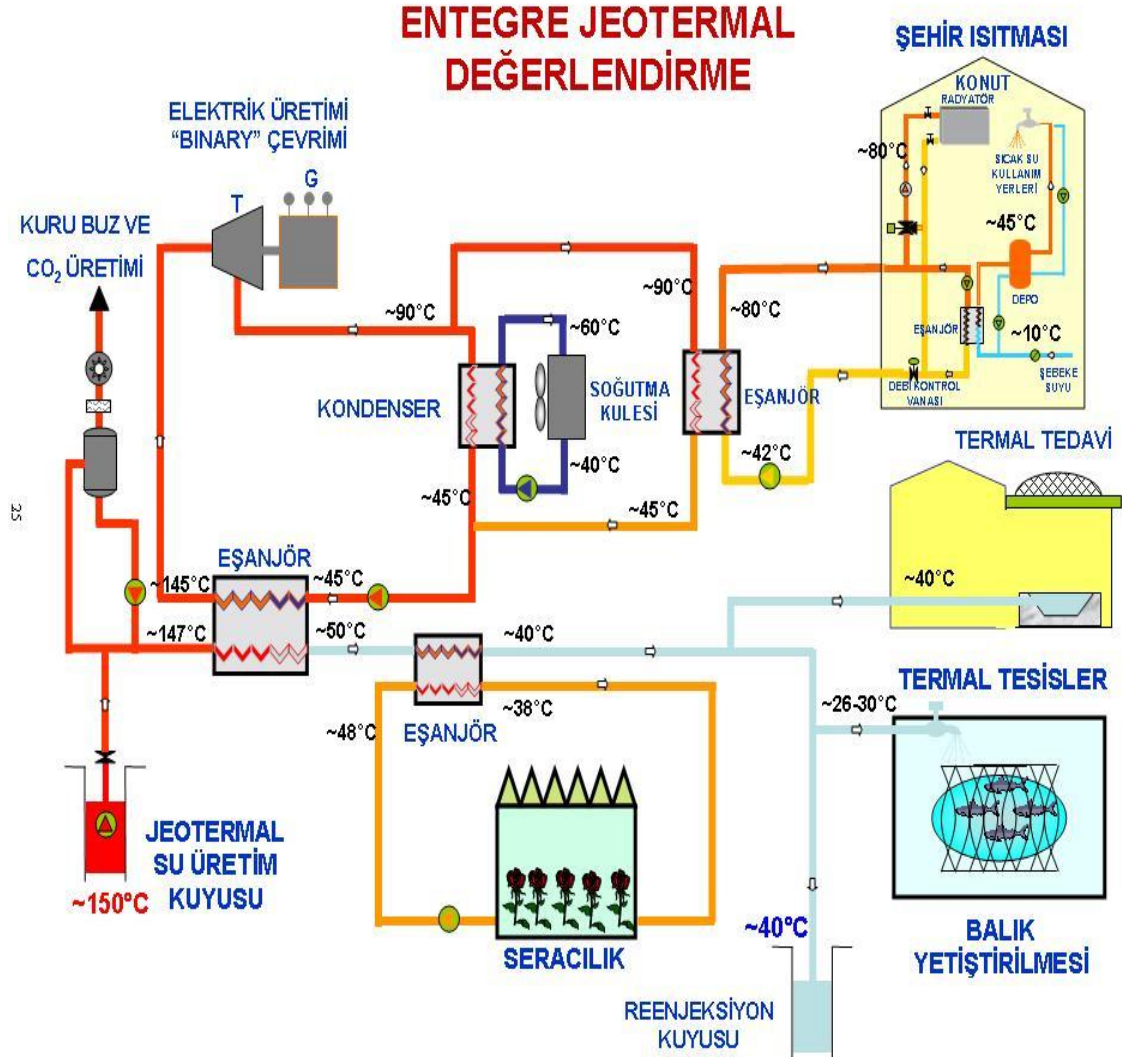 ENTEGRE JEOTERMAL
DEĞERLENDİRME
ŞEHİR ISITMASI
KONUT
RADYATÖR
~80°C
SICAK SU
KULLANIM
YERLERİ
~45°C
DEPO
EŞANJÖR
~10°C
ŞEBEKE
SUYU
DEBİ KONTROL
VANASI
ELEKTRİK ÜRETİMİ
“BINARY” ÇEVRİMİ
T
G
KURU BUZ VE
CO₂ ÜRETİMİ
~90°C
~90°C
~80°C
~60°C
KONDENSER
SOĞUTMA
KULESİ
EŞANJÖR
~40°C
~42°C
~45°C
~45°C
25
EŞANJÖR
~145°C
~45°C
~147°C
~50°C
~40°C
EŞANJÖR
~48°C
~38°C
TERMAL TEDAVİ
~40°C
TERMAL TESİSLER
~26-30°C
BALIK
YETİŞTİRİLMESİ
JEOTERMAL
SU ÜRETİM
KUYUSU
~150°C
SERACILIK
~40°C
REENJEKSİYON
KUYUSU